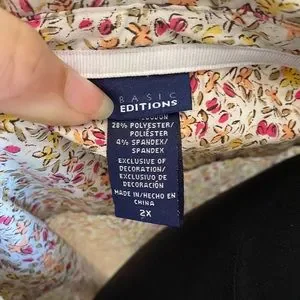 BASIC
EDITIONS
28% POLYESTER/
POLIÉSTER
4% SPANDEX/
SPANDEX
EXCLUSIVE OF
DECORATION/
EXCLUSIVO DE
DECORACIÓN
MADE IN/HECHO EN
CHINA
2X